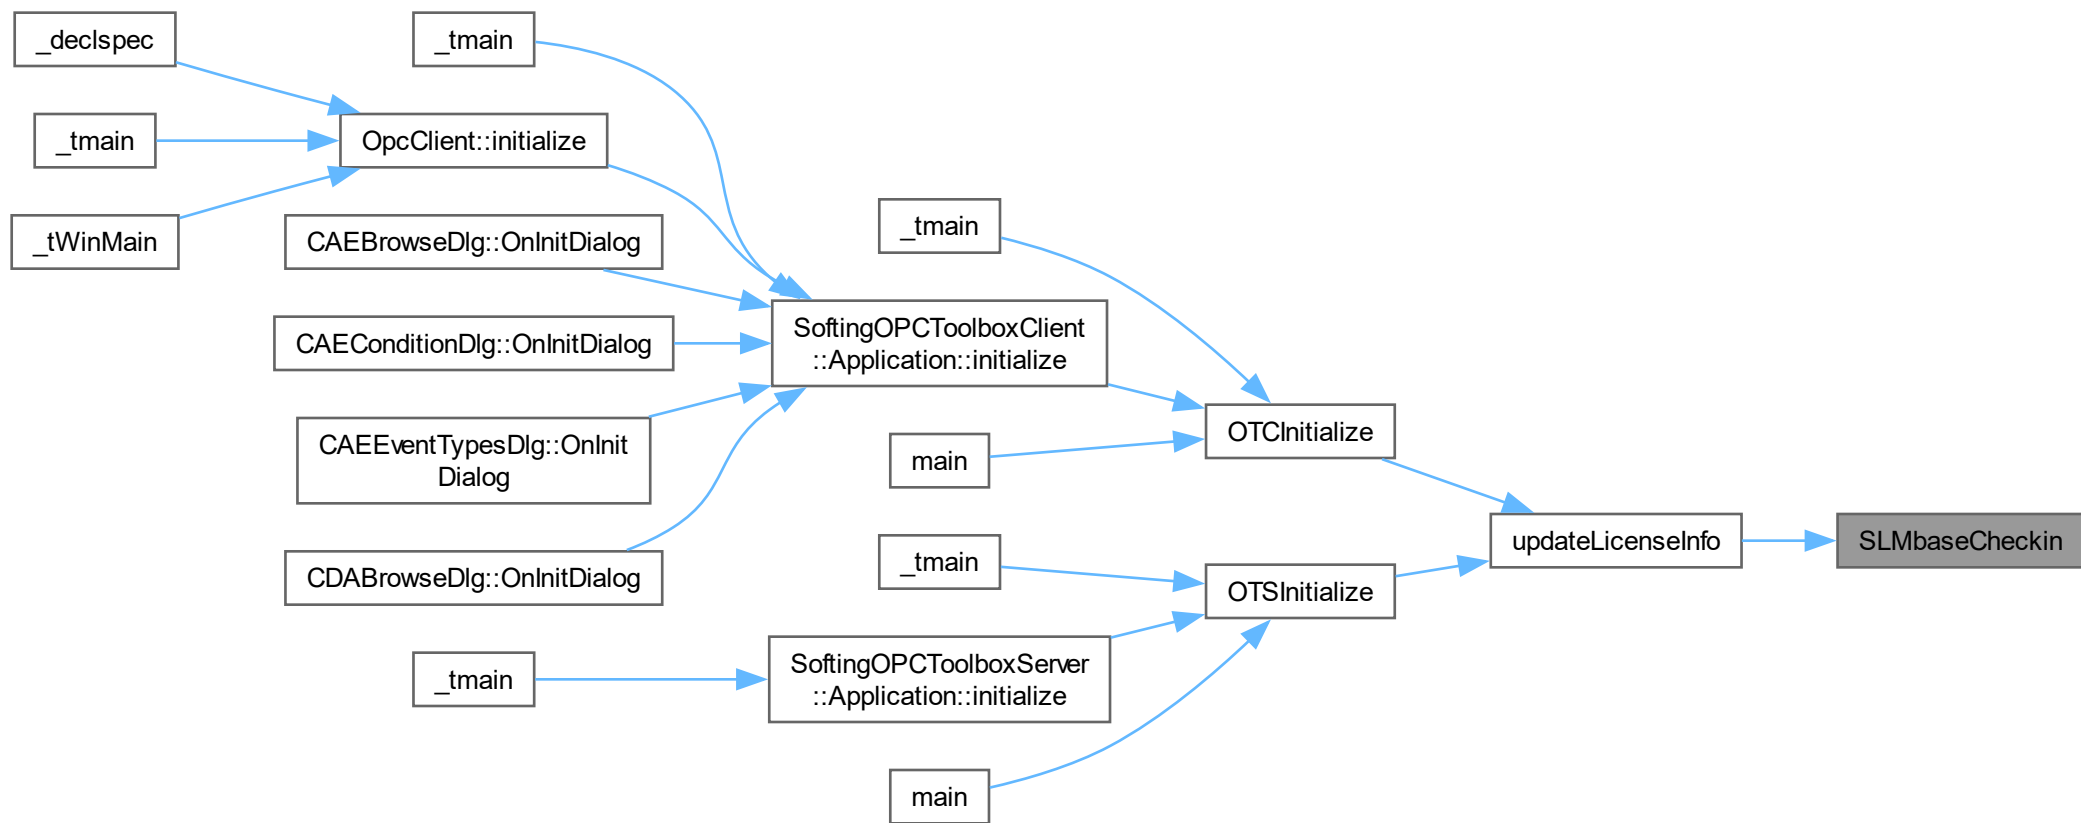 _declspec
_tmain
_tmain
OpcClient::initialize
_tWinMain
CAEBrowseDlg::OnInitDialog
CAEConditionDlg::OnInitDialog
CAEEventTypesDlg::OnInit
Dialog
CDABrowseDlg::OnInitDialog
_tmain
SoftingOPCToolboxClient
::Application::initialize
_tmain
main
OTCInitialize
_tmain
SoftingOPCToolboxServer
::Application::initialize
main
OTSInitialize
updateLicenseInfo
SLMbaseCheckin